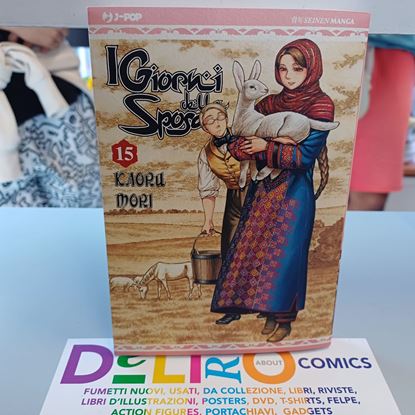 J-POP
SEINEN MANGA
I Giorni
della
Sposa
15
KAORU
MORI
DeLiRiO ABOUT COMICS
FUMETTI NUOVI, USATI, DA COLLEZIONE, LIBRI, RIVISTE,
LIBRI D'ILLUSTRAZIONI, POSTERS, DVD, T-SHIRTS, FELPE,
ACTION FIGURES, PORTACHIAVI, GADGETS